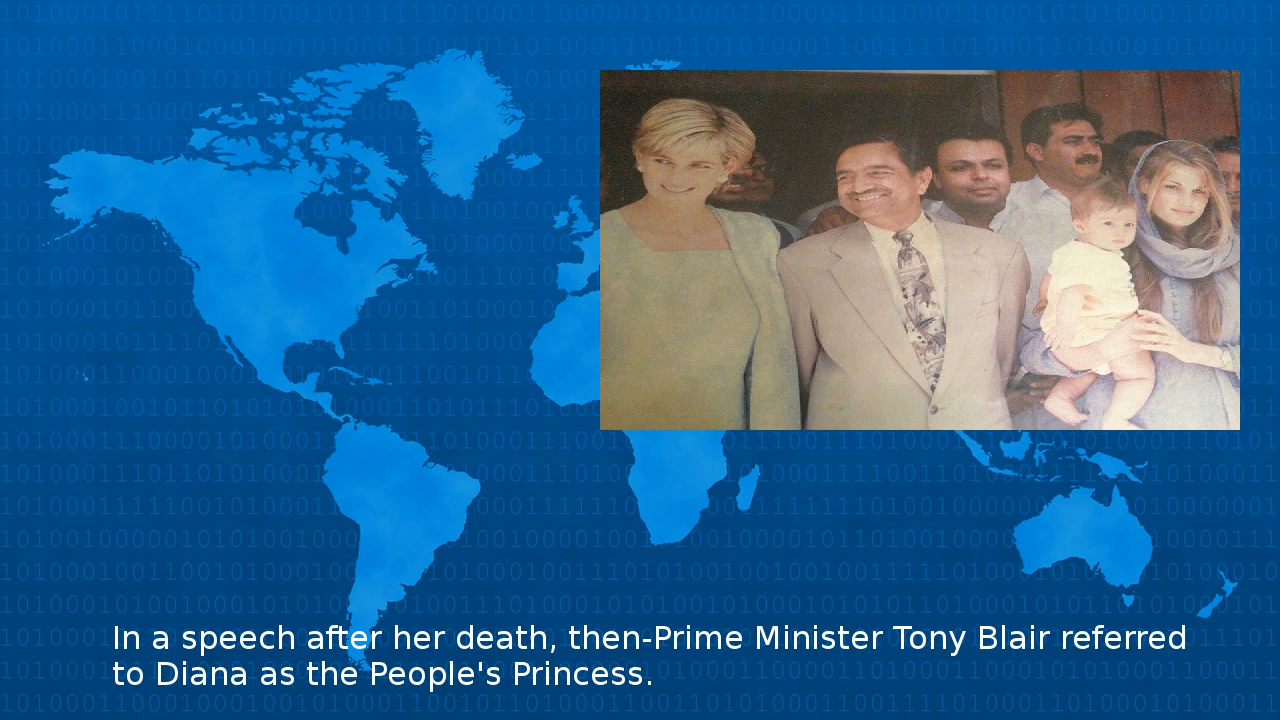 In a speech after her death, then-Prime Minister Tony Blair referred
to Diana as the People's Princess.